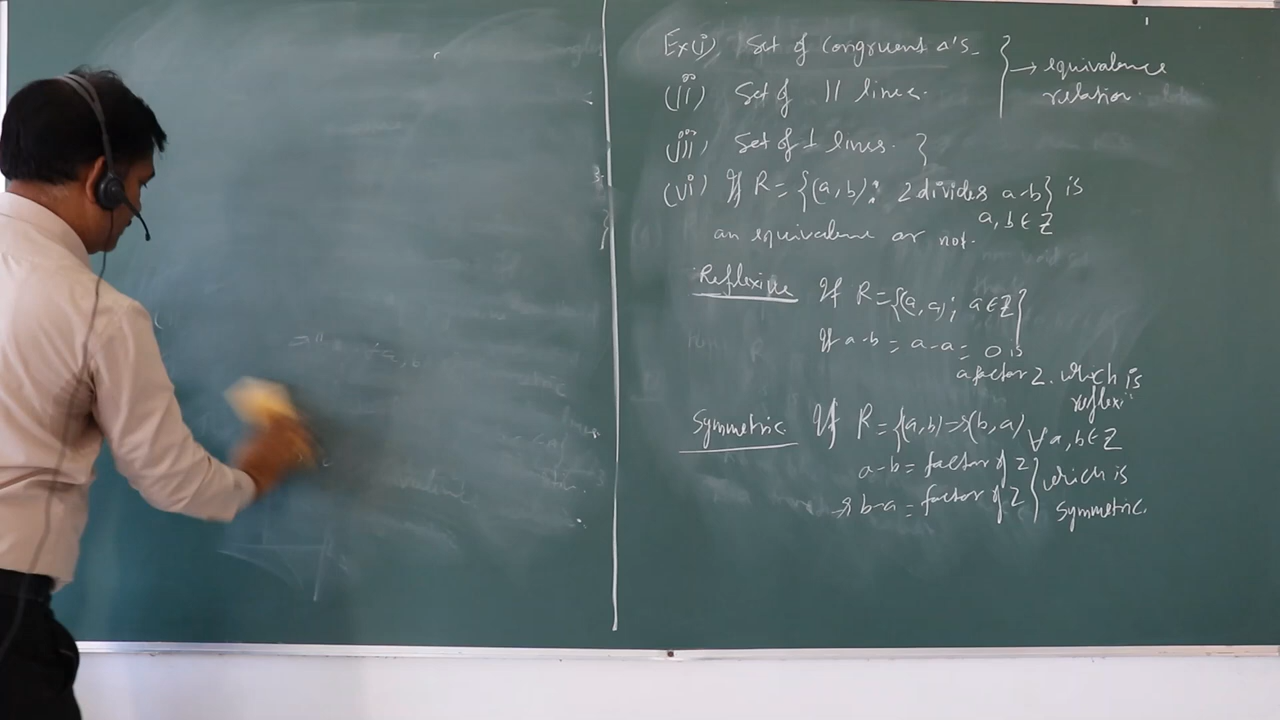 Ex(i) Set of Congruent Δ's. } → equivalence relation.
(ii) Set of || lines.
(iii) Set of ⊥ lines. }
(vi) If R = {(a, b) ; 2 divides a-b} is
a, b ∈ Z
an equivalence or not.
Reflexive If R = {(a, a) ; a ∈ Z}
If a-b = a-a = 0 is
a factor 2. which is
reflexi
Symmetric If R = {(a, b) ⇒ (b, a) ∀ a, b ∈ Z
a-b = factor of 2 } which is
⇒ b-a = factor of 2 } symmetric.